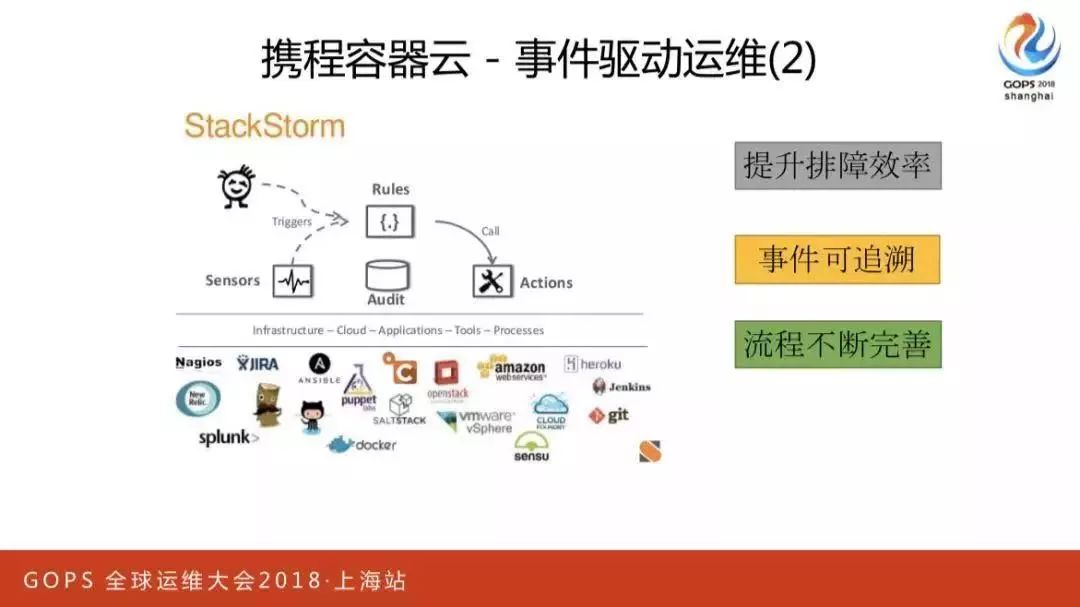 携程容器云 - 事件驱动运维(2)
GOPS 2018
shanghai
StackStorm
提升排障效率
Rules
{.}
Triggers
Call
Sensors
Audit
Actions
事件可追溯
Infrastructure – Cloud – Applications – Tools – Processes
流程不断完善
Nagios
JIRA
ANSIBLE
amazon
webservices™
heroku
New
Relic.
puppet
labs
openstack
Jenkins
SALTSTACK
vmware
vSphere
CLOUD
FOUNDRY
git
splunk>
docker
sensu
GOPS 全球运维大会2018·上海站